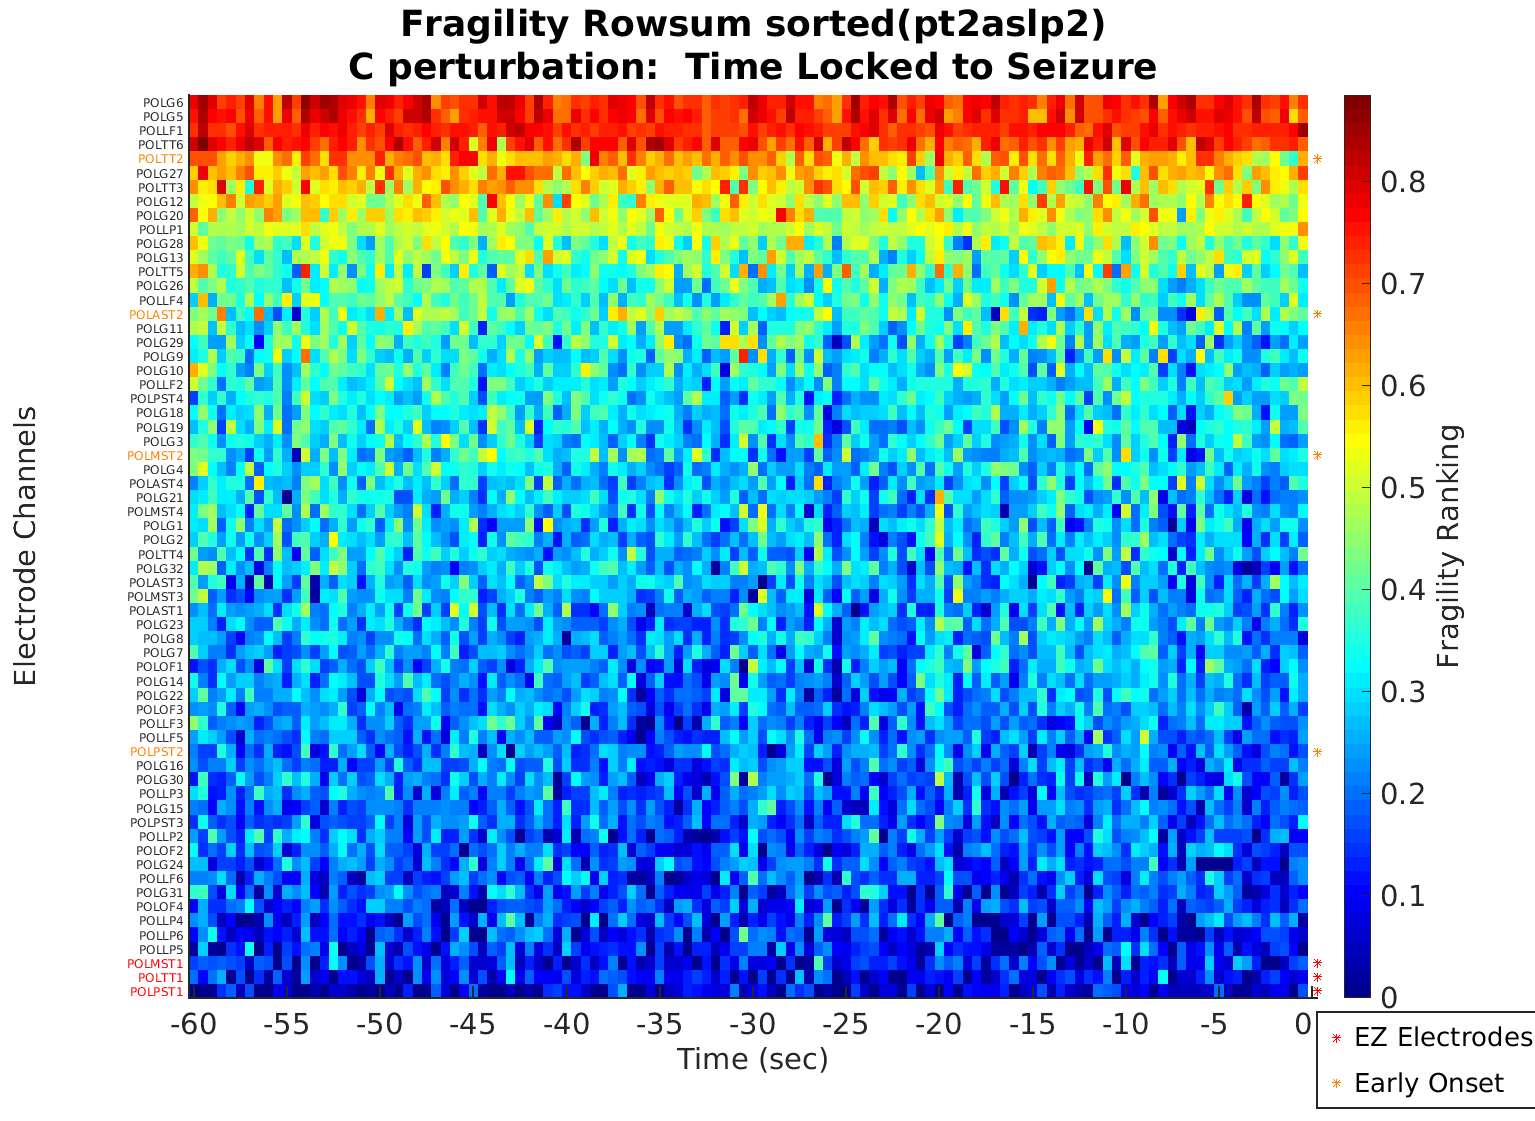 Fragility Rowsum sorted(pt2aslp2)
C perturbation:  Time Locked to Seizure
Electrode Channels
POLG6
POLG5
POLLF1
POLTT6
POLTT2
POLG27
POLTT3
POLG12
POLG20
POLLP1
POLG28
POLG13
POLTT5
POLG26
POLLF4
POLAST2
POLG11
POLG29
POLG9
POLG10
POLLF2
POLPST4
POLG18
POLG19
POLG3
POLMST2
POLG4
POLAST4
POLG21
POLMST4
POLG1
POLG2
POLTT4
POLG32
POLAST3
POLMST3
POLAST1
POLG23
POLG8
POLG7
POLOF1
POLG14
POLG22
POLOF3
POLLF3
POLLF5
POLPST2
POLG16
POLG30
POLLP3
POLG15
POLPST3
POLLP2
POLOF2
POLG24
POLLF6
POLG31
POLOF4
POLLP4
POLLP6
POLLP5
POLMST1
POLTT1
POLPST1
-60 -55 -50 -45 -40 -35 -30 -25 -20 -15 -10 -5 0
Time (sec)
0.8
0.7
0.6
0.5
0.4
0.3
0.2
0.1
0
Fragility Ranking
EZ Electrodes
Early Onset